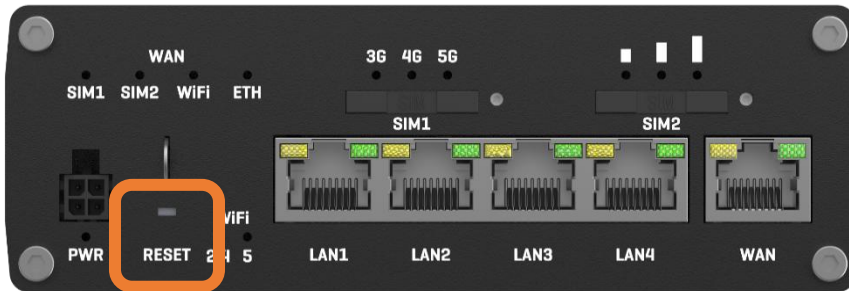 WAN
3G 4G 5G
SIM1 SIM2 WiFi ETH
SIM1 SIM2
WiFi
PWR RESET 2.4 5 LAN1 LAN2 LAN3 LAN4 WAN